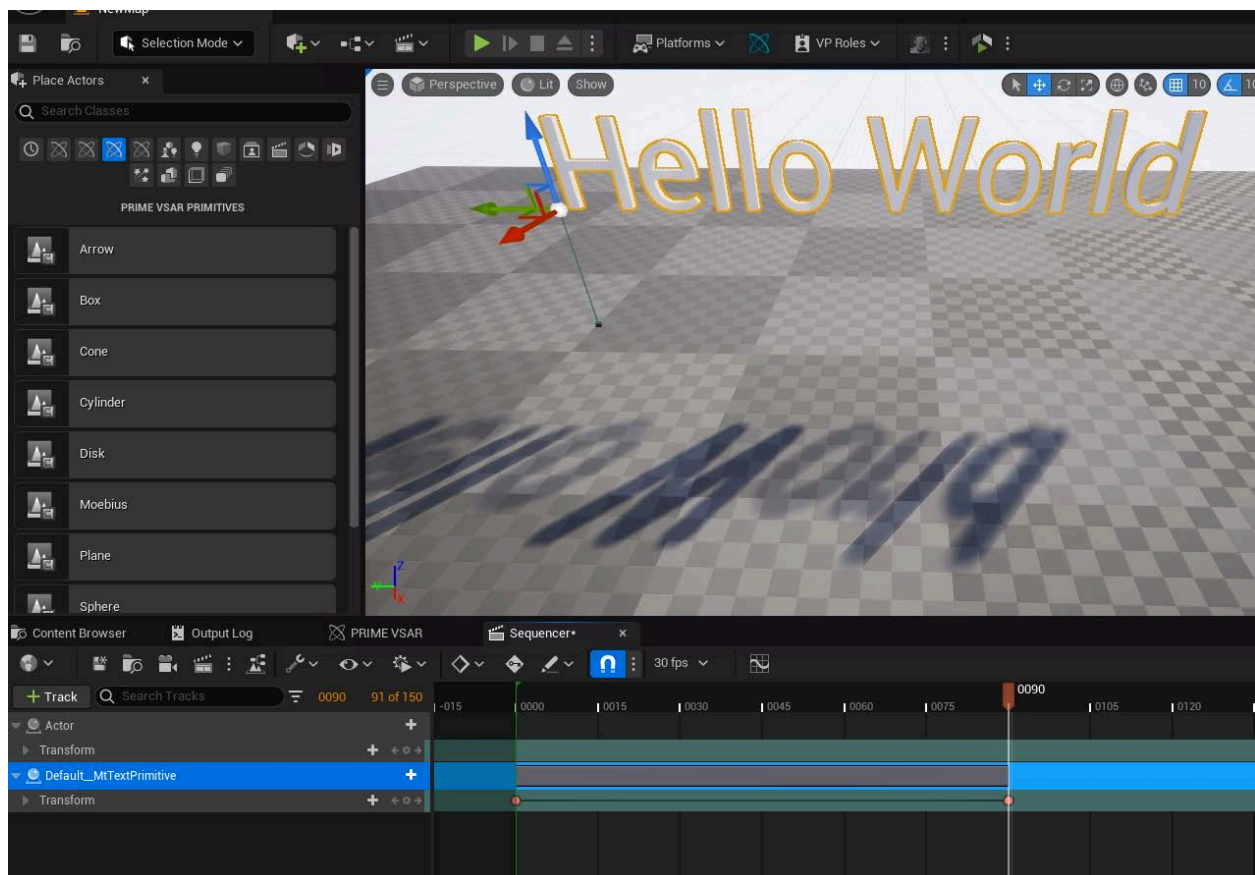 NewMap
Selection Mode
Platforms
VP Roles
Place Actors
Search Classes
PRIME VSAR PRIMITIVES
Arrow
Box
Cone
Cylinder
Disk
Moebius
Plane
Sphere
Perspective
Lit
Show
10
10
Hello World
Z
X
Content Browser
Output Log
PRIME VSAR
Sequencer*
30 fps
Track
Search Tracks
0090
91 of 150
-015
0000
0015
0030
0045
0060
0075
0090
0105
0120
Actor
Transform
Default__MtTextPrimitive
Transform